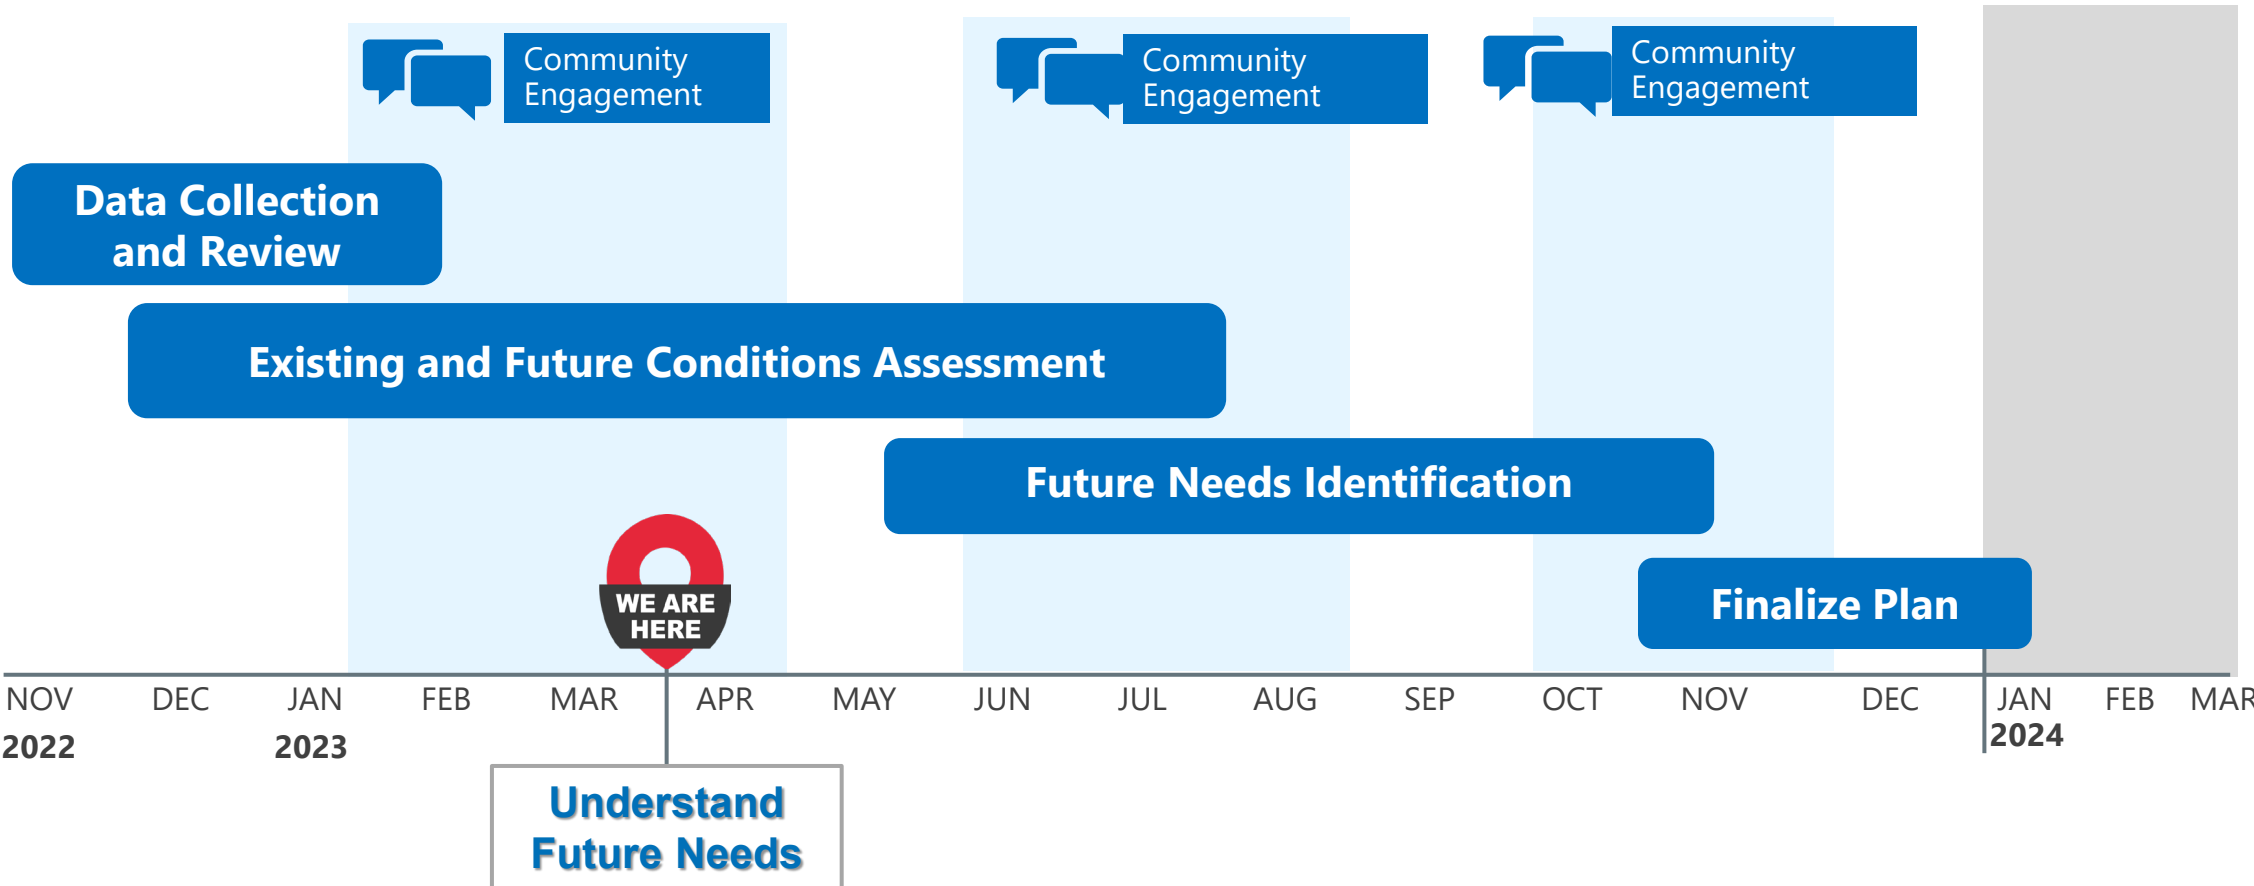 Community
Engagement
Community
Engagement
Community
Engagement
Data Collection
and Review
Existing and Future Conditions Assessment
Future Needs Identification
WE ARE
HERE
Finalize Plan
NOV DEC JAN FEB MAR APR MAY JUN JUL AUG SEP OCT NOV DEC JAN FEB MAR
2022 2023 2024
Understand
Future Needs